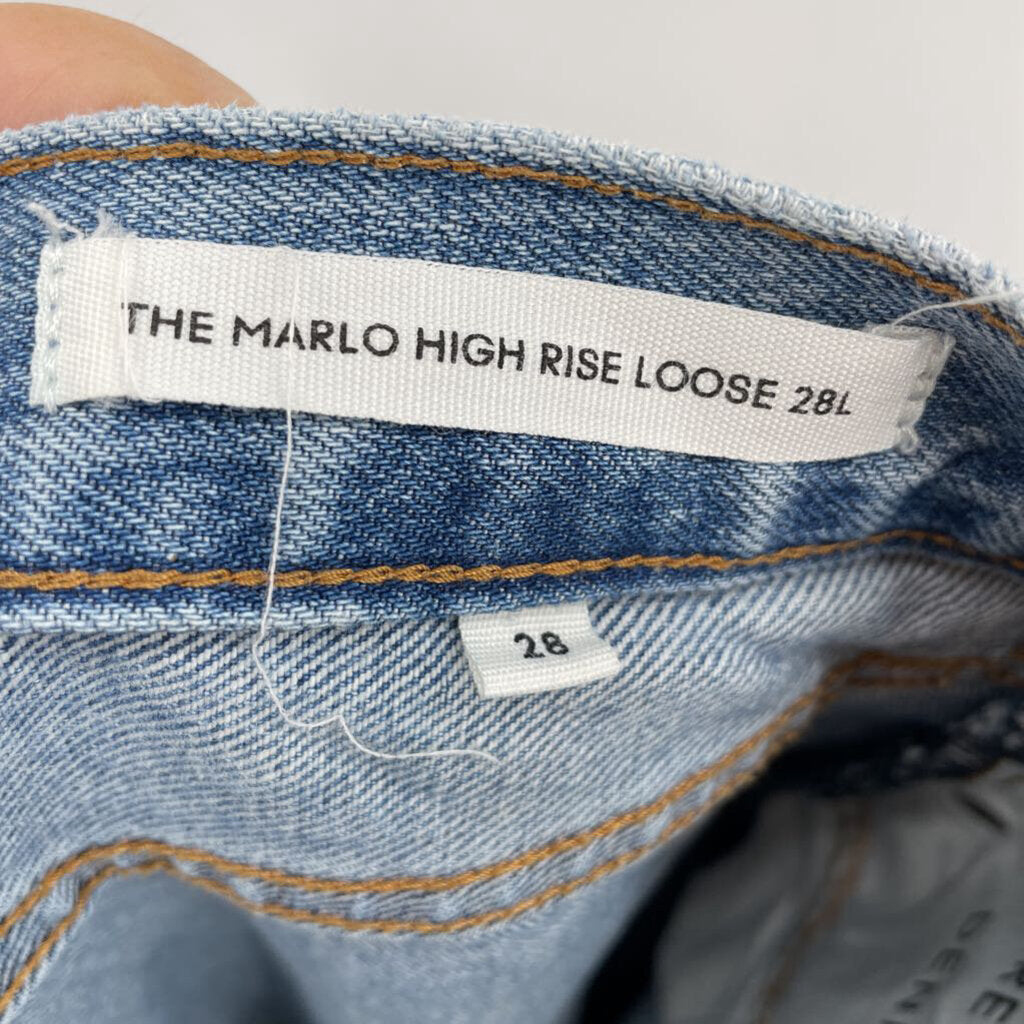 THE MARLO HIGH RISE LOOSE 28L
28